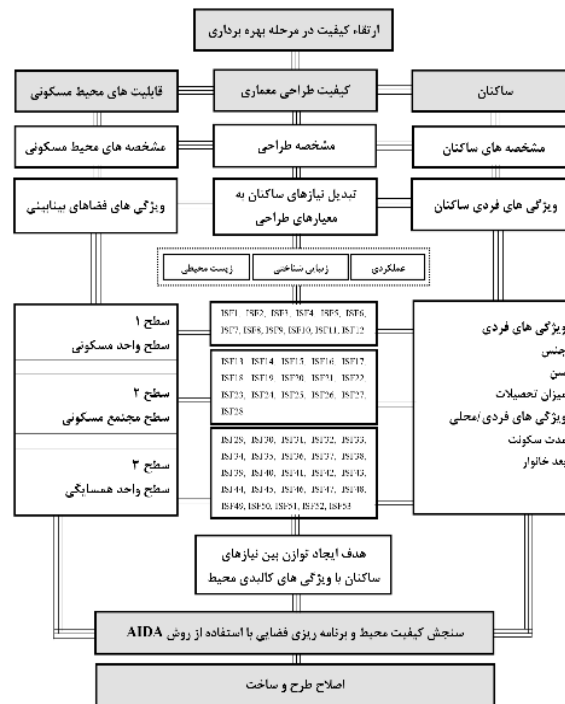 ارتقاء کیفیت در مرحله بهره برداری
ساکنان
کیفیت طراحی معماری
قابلیت های محیط مسکونی
مشخصه های ساکنان
مشخصه طراحی
مشخصه های محیط مسکونی
ویژگی فردی ساکنان
تبدیل نیازهای ساکنان به
معیارهای طراحی
ویژگی های فضاهای بینابینی
عملکردی
زیبایی شناختی
زیست محیطی
ویژگی های فردی
جنس
سن
میزان تحصیلات
ویژگی های فردی/محلی
مدت سکونت
بعد خانوار
ISF1, ISF2, ISF3, ISF4, ISF5, ISF6,
ISF7, ISF8, ISF9, ISF10, ISF11, ISF12
ISF13, ISF14, ISF15, ISF16, ISF17,
ISF18, ISF19, ISF20, ISF21, ISF22,
ISF23, ISF24, ISF25, ISF26, ISF27,
ISF28
ISF29, ISF30, ISF31, ISF32, ISF33,
ISF34, ISF35, ISF36, ISF37, ISF38,
ISF39, ISF40, ISF41, ISF42, ISF43,
ISF44, ISF45, ISF46, ISF47, ISF48,
ISF49, ISF50, ISF51, ISF52, ISF53
سطح ۱
سطح واحد مسکونی
سطح ۲
سطح مجتمع مسکونی
سطح ۳
سطح واحد همسایگی
هدف ایجاد توازن بین نیازهای
ساکنان با ویژگی های کالبدی محیط
سنجش کیفیت محیط و برنامه ریزی فضایی با استفاده از روش AIDA
اصلاح طرح و ساخت